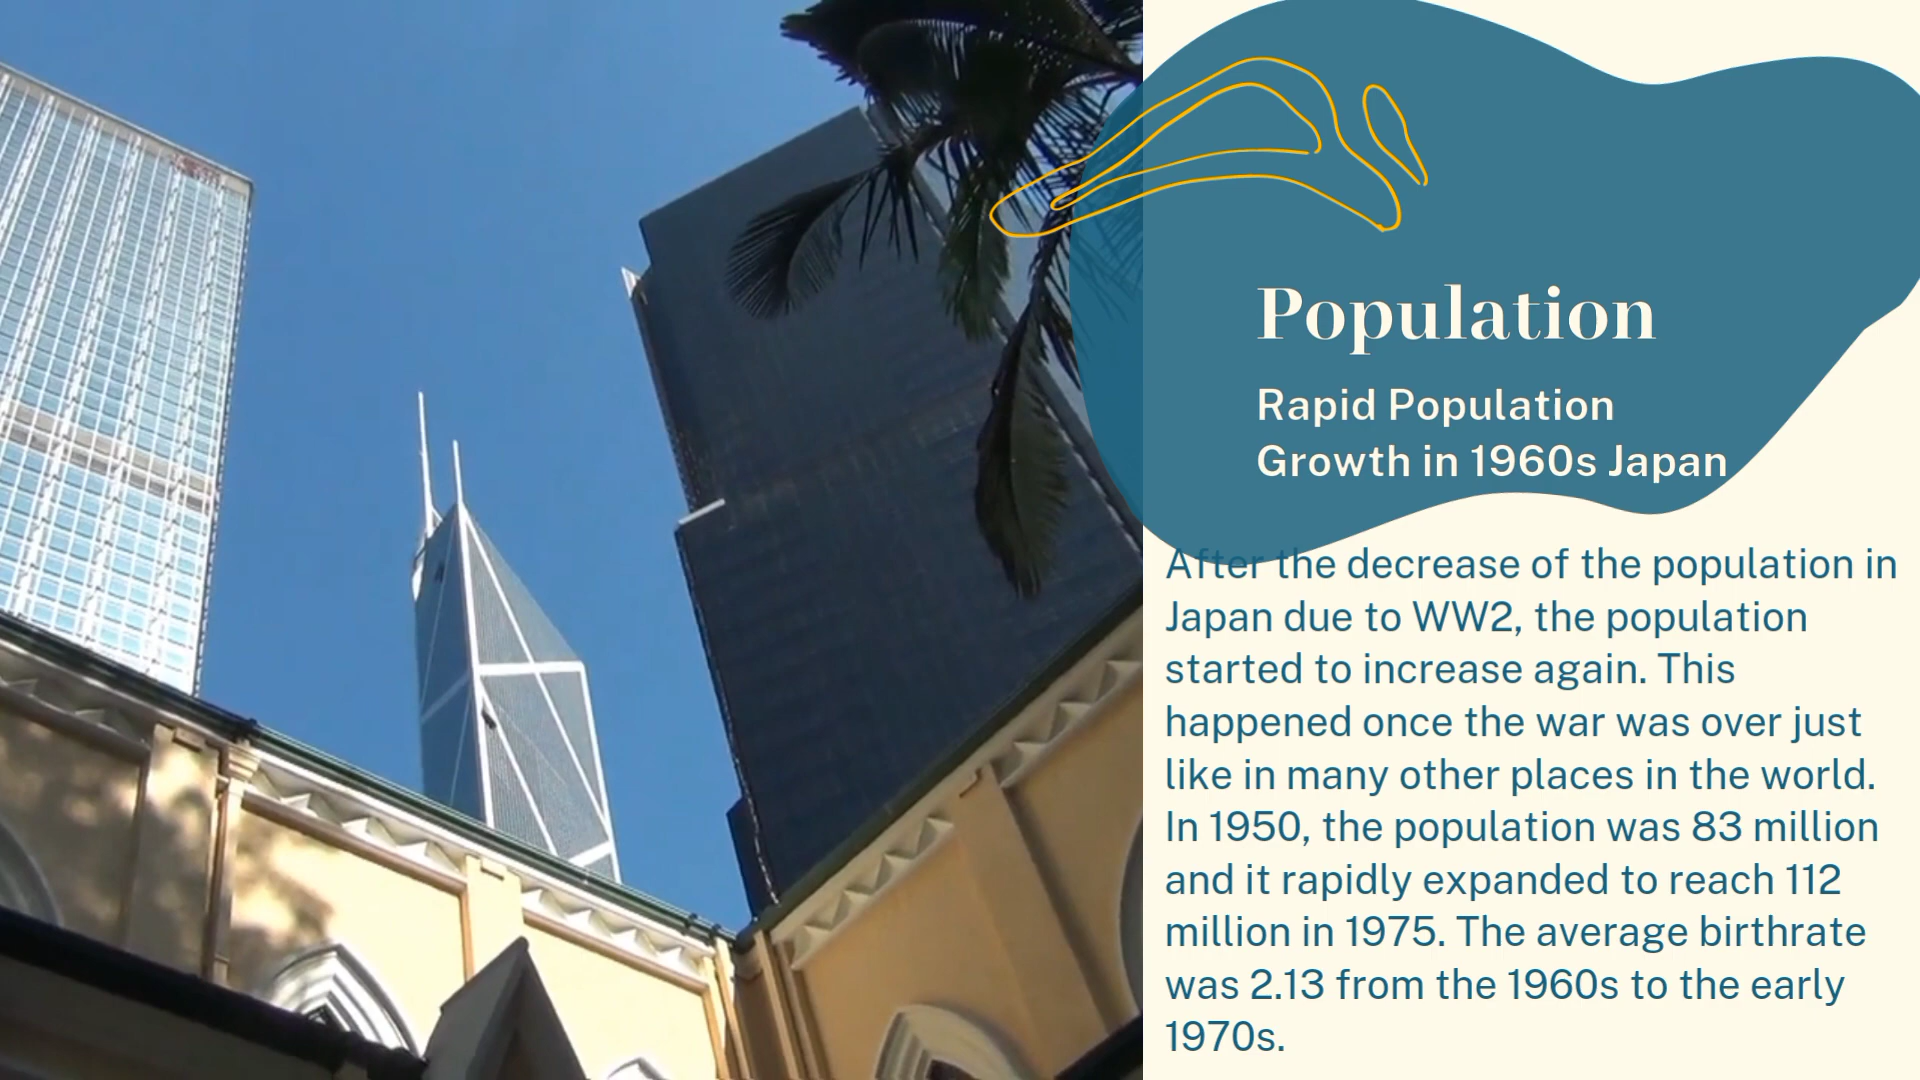 Population
Rapid Population
Growth in 1960s Japan
After the decrease of the population in
Japan due to WW2, the population
started to increase again. This
happened once the war was over just
like in many other places in the world.
In 1950, the population was 83 million
and it rapidly expanded to reach 112
million in 1975. The average birthrate
was 2.13 from the 1960s to the early
1970s.